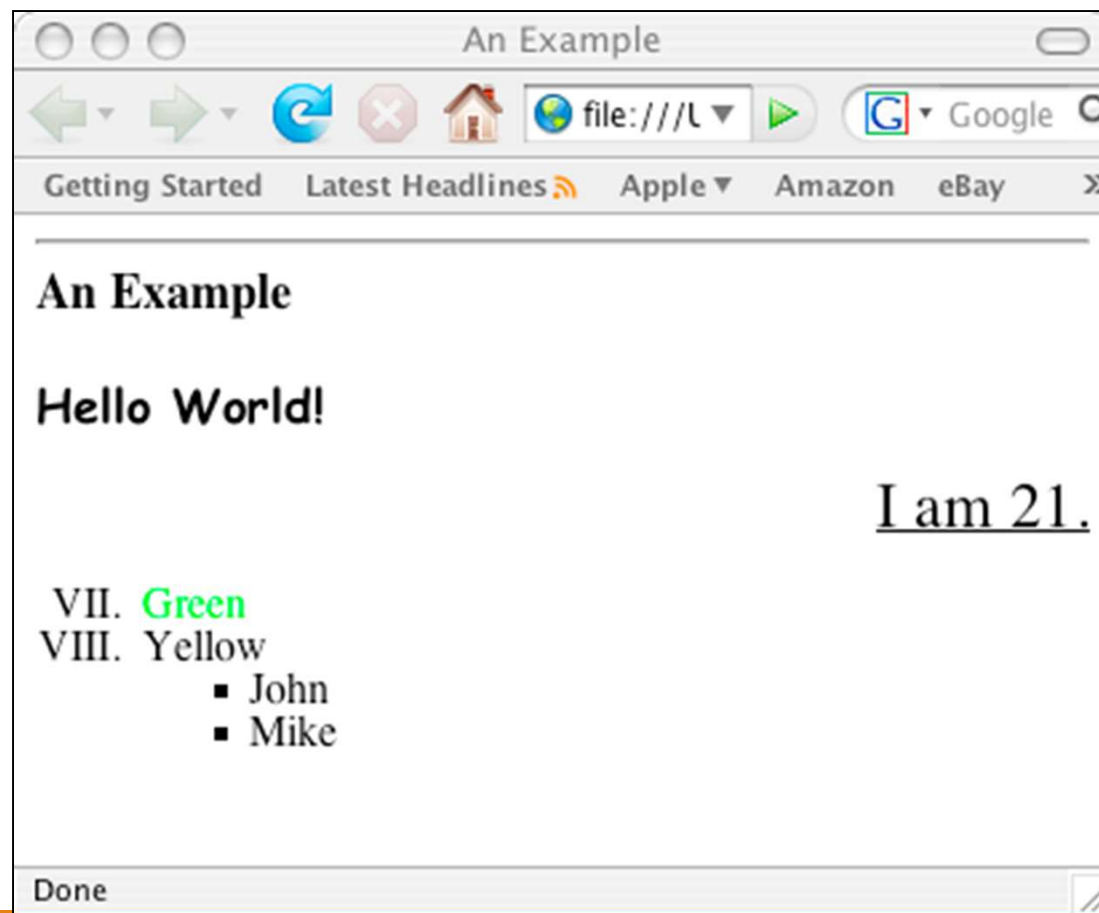 An Example
file:///L Google
Getting Started Latest Headlines Apple Amazon eBay »
An Example
Hello World!
I am 21.
VII. Green
VIII. Yellow
▪ John
▪ Mike
Done